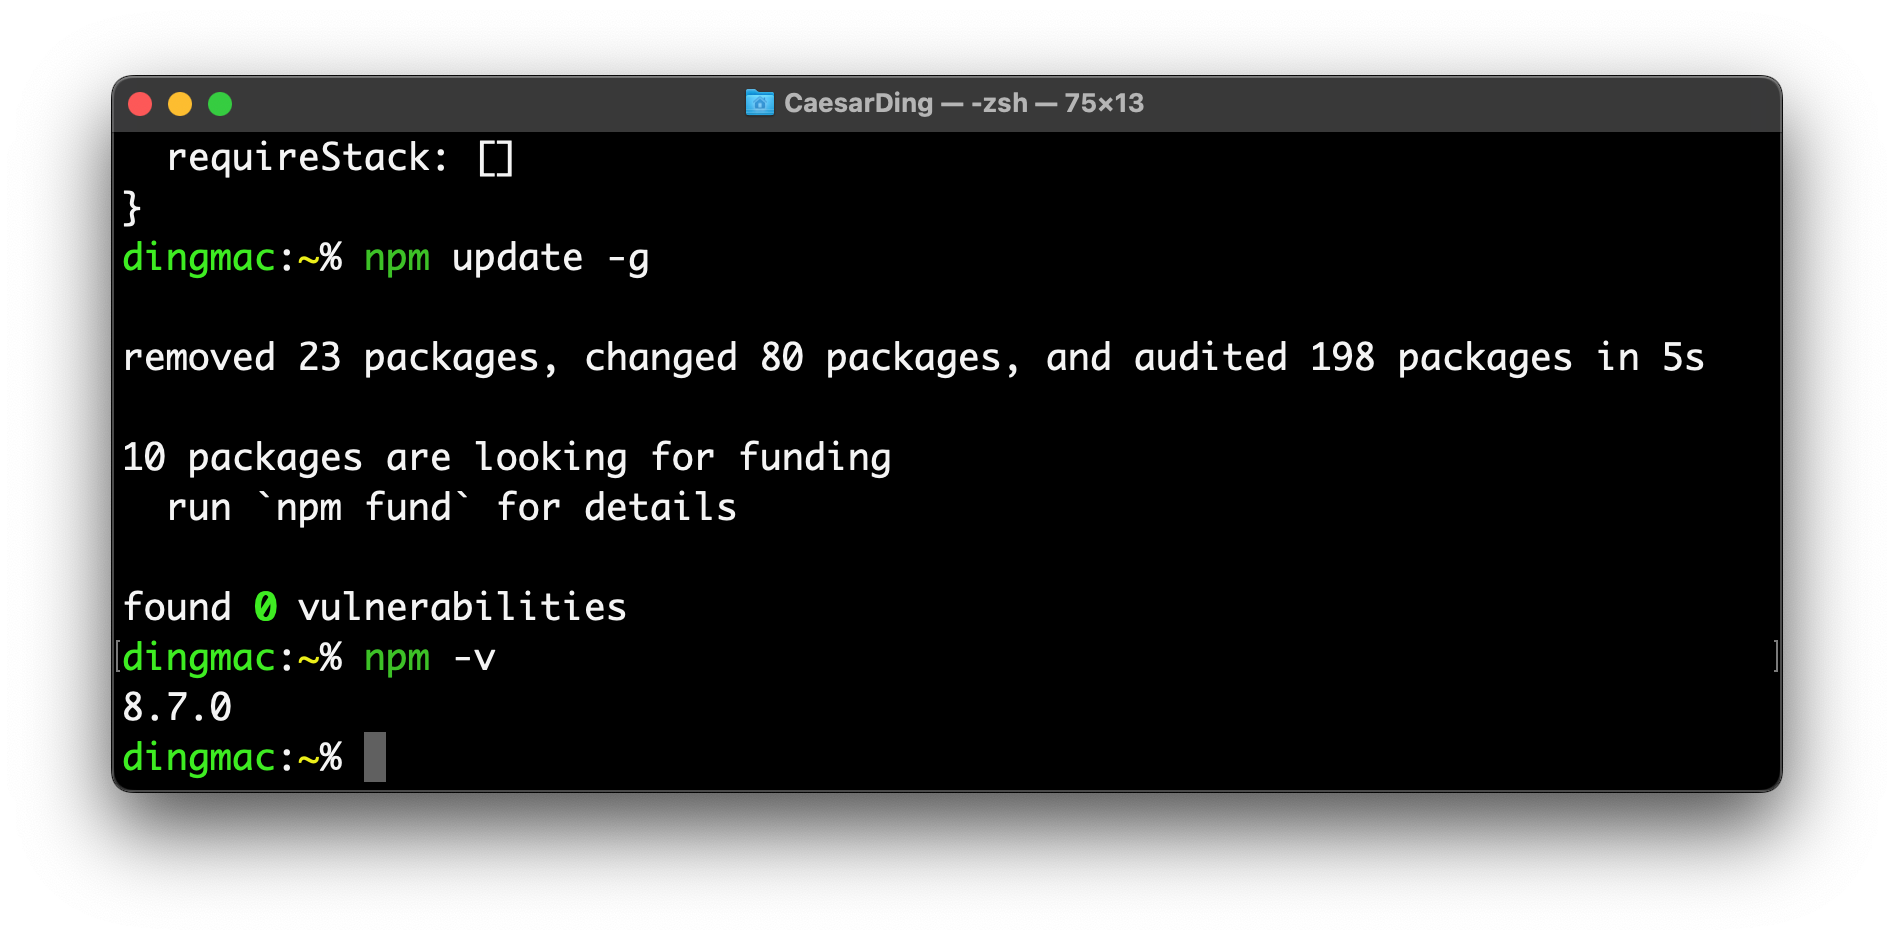 CaesarDing — -zsh — 75×13
  requireStack: []
}
dingmac:~% npm update -g
removed 23 packages, changed 80 packages, and audited 198 packages in 5s
10 packages are looking for funding
  run `npm fund` for details
found 0 vulnerabilities
[dingmac:~% npm -v ]
8.7.0
dingmac:~%